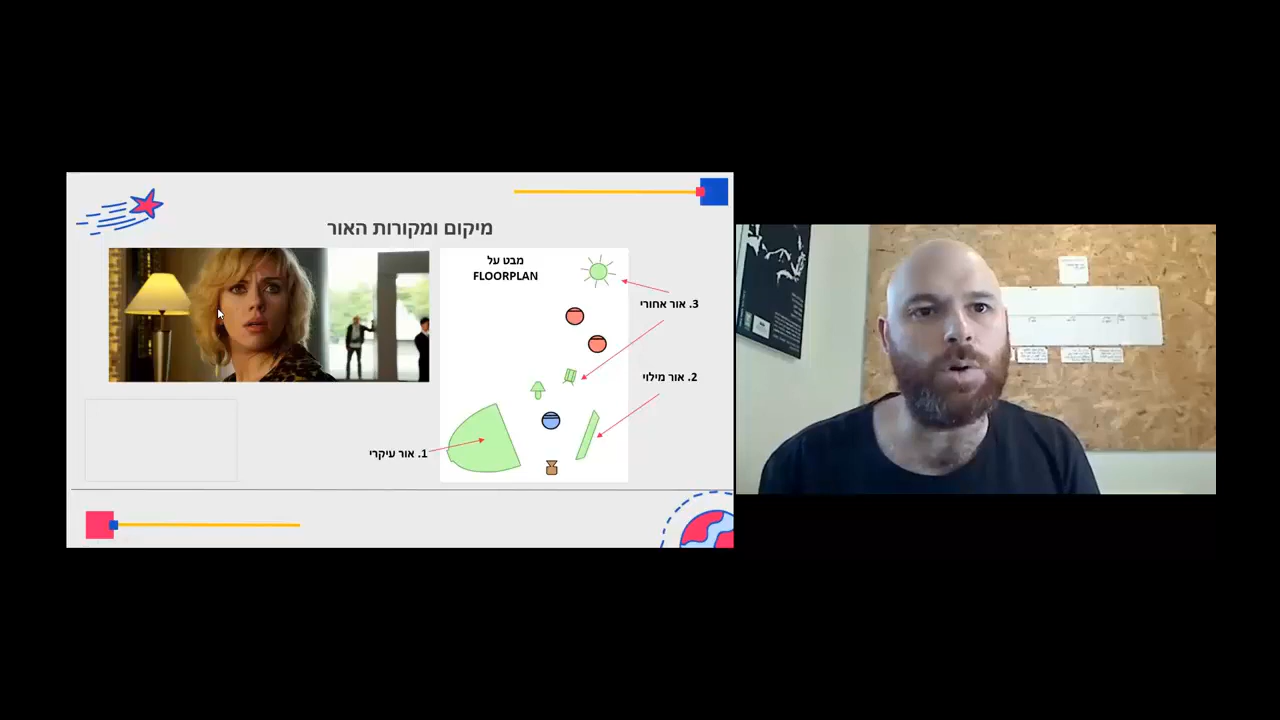 מיקום ומקורות האור
מבט על
FLOORPLAN
3. אור אחורי
2. אור מילוי
1. אור עיקרי